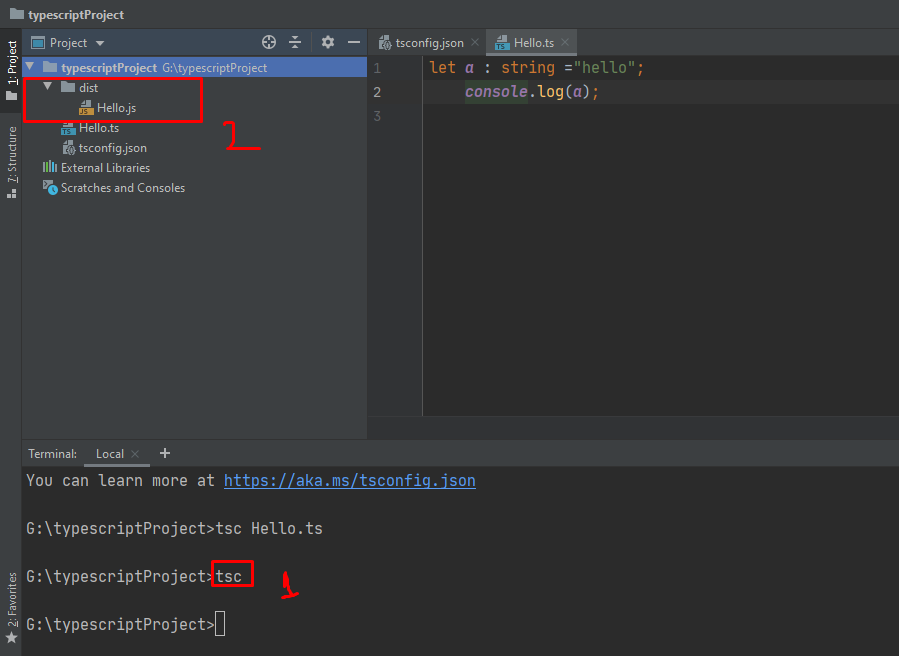 typescriptProject
1: Project
7: Structure
2: Favorites
Project
typescriptProject G:\typescriptProject
dist
Hello.js
Hello.ts
tsconfig.json
External Libraries
Scratches and Consoles
2
tsconfig.json
Hello.ts
1 let a : string ="hello";
2 console.log(a);
3
Terminal: Local +
You can learn more at https://aka.ms/tsconfig.json
G:\typescriptProject>tsc Hello.ts
G:\typescriptProject>tsc
1
G:\typescriptProject>